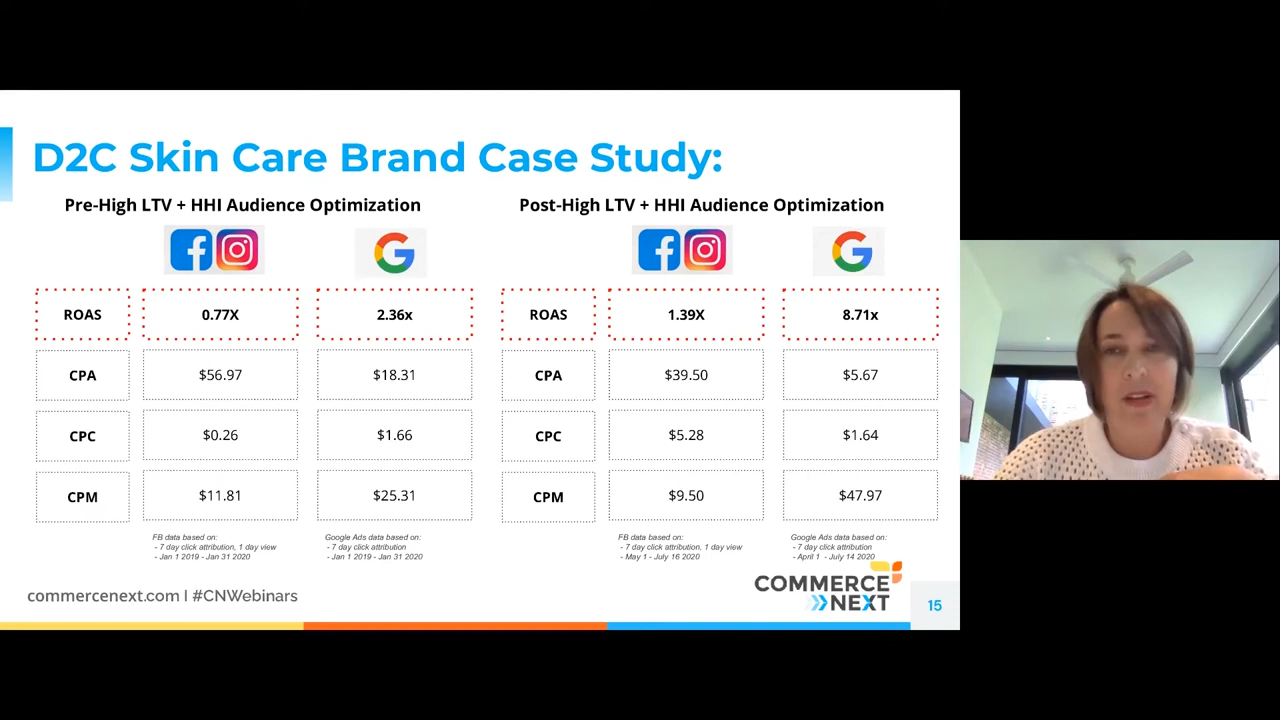 D2C Skin Care Brand Case Study:
Pre-High LTV + HHI Audience Optimization
ROAS
0.77X
2.36x
CPA
$56.97
$18.31
CPC
$0.26
$1.66
CPM
$11.81
$25.31
FB data based on:
- 7 day click attribution, 1 day view
- Jan 1 2019 - Jan 31 2020
Google Ads data based on:
- 7 day click attribution
- Jan 1 2019 - Jan 31 2020
Post-High LTV + HHI Audience Optimization
ROAS
1.39X
8.71x
CPA
$39.50
$5.67
CPC
$5.28
$1.64
CPM
$9.50
$47.97
FB data based on:
- 7 day click attribution, 1 day view
- May 1 - July 16 2020
Google Ads data based on:
- 7 day click attribution
- April 1 - July 14 2020
commercenext.com I #CNWebinars
COMMERCE
NEXT
15